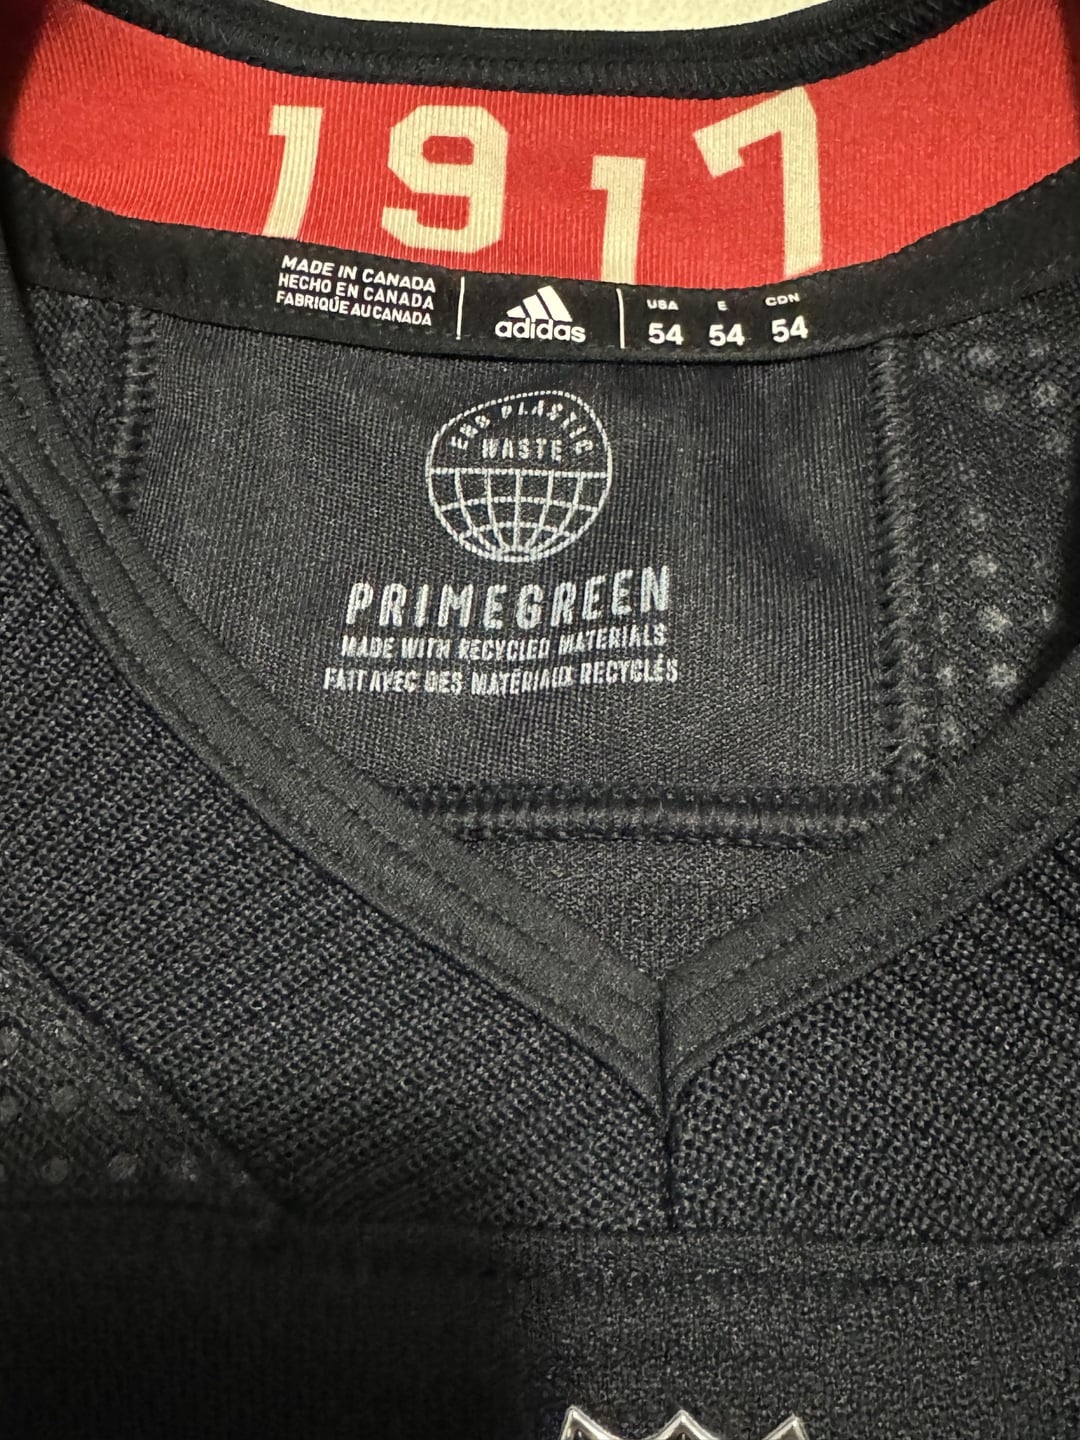 1917
MADE IN CANADA
HECHO EN CANADA
FABRIQUÉ AU CANADA
adidas
USA E CDN
54 54 54
END PLASTIC
WASTE
PRIMEGREEN
MADE WITH RECYCLED MATERIALS
FAIT AVEC DES MATÉRIAUX RECYCLÉS